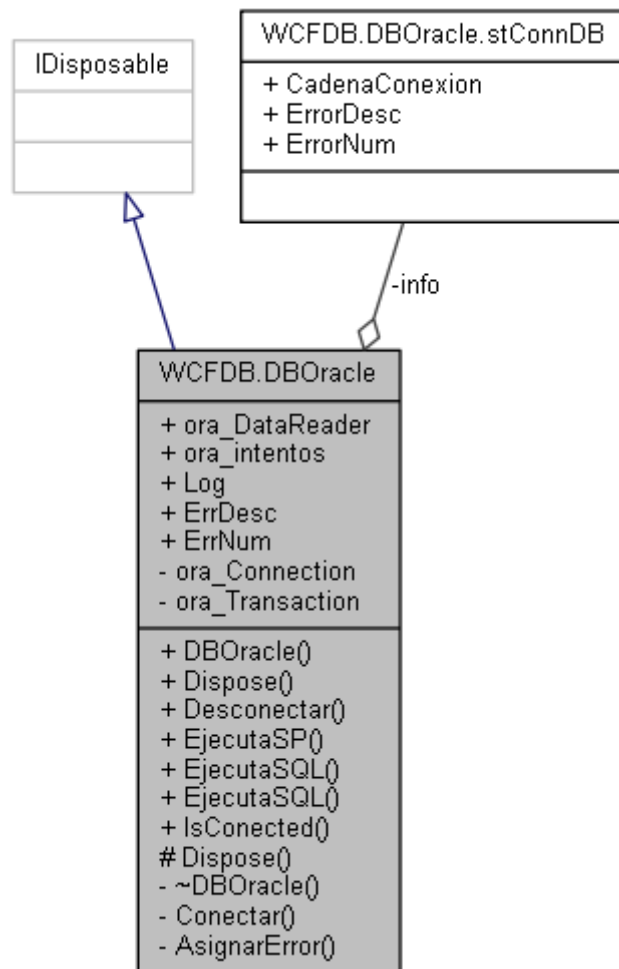 IDisposable
WCFDB.DBOracle.stConnDB
+ CadenaConexion
+ ErrorDesc
+ ErrorNum
-info
WCFDB.DBOracle
+ ora_DataReader
+ ora_intentos
+ Log
+ ErrDesc
+ ErrNum
- ora_Connection
- ora_Transaction
+ DBOracle()
+ Dispose()
+ Desconectar()
+ EjecutaSP()
+ EjecutaSQL()
+ EjecutaSQL()
+ IsConected()
# Dispose()
- ~DBOracle()
- Conectar()
- AsignarError()